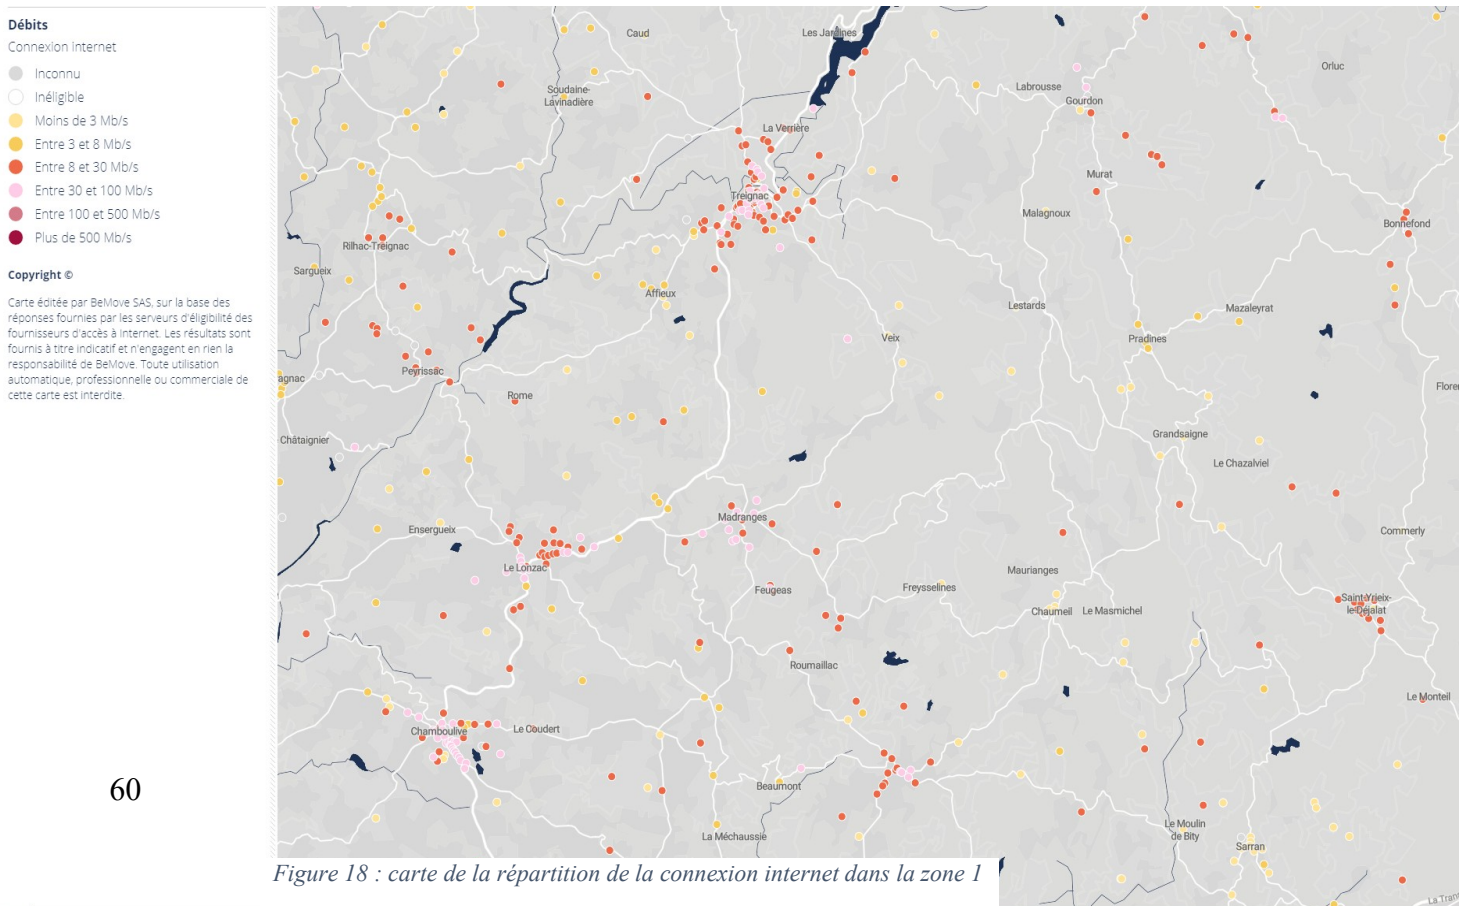 Débits
Connexion internet
Inconnu
Inéligible
Moins de 3 Mb/s
Entre 3 et 8 Mb/s
Entre 8 et 30 Mb/s
Entre 30 et 100 Mb/s
Entre 100 et 500 Mb/s
Plus de 500 Mb/s
Copyright ©
Carte éditée par BeMove SAS, sur la base des
réponses fournies par les serveurs d'éligibilité des
fournisseurs d'accès à internet. Les résultats sont
fournis à titre indicatif et n'engagent en rien la
responsabilité de BeMove. Toute utilisation
automatique, professionnelle ou commerciale de
cette carte est interdite.
Caud
Les Jardines
Orluc
Soudaine-
Lavinadière
Labrousse
Gourdon
La Verrière
Murat
Treignac
Malagnoux
Bonnefond
Rilhac-Treignac
Sargueix
Affieux
Lestards
Mazaleyrat
Veix
Pradines
Peyrissac
agnac
Rome
Florer
Châtaignier
Grandsaigne
Le Chazalviel
Madranges
Ensergueix
Commerly
Le Lonzac
Maurianges
Feugeas
Freysselines
Saint-Yrieix-
le-Déjalat
Chaumeil
Le Masmichel
Roumaillac
Le Monteil
Chamboulive
Le Coudert
Beaumont
La Méchaussie
Le Moulin
de Bity
Sarran
La Tran
60
Figure 18 : carte de la répartition de la connexion internet dans la zone 1